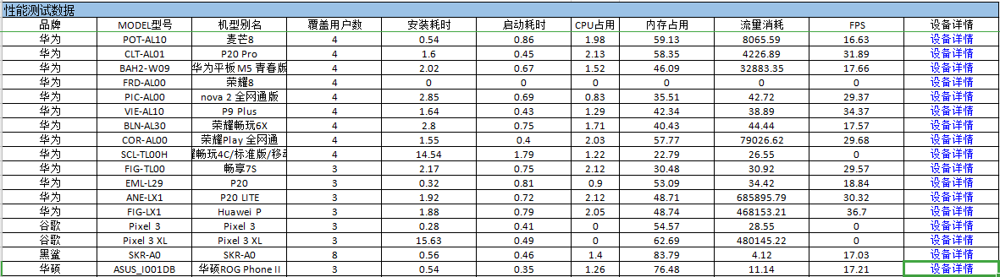 性能测试数据
品牌 MODEL型号 机型别名 覆盖用户数 安装耗时 启动耗时 CPU占用 内存占用 流量消耗 FPS 设备详情
华为 POT-AL10 麦芒8 4 0.54 0.86 1.98 59.13 8065.59 16.63 设备详情
华为 CLT-AL01 P20 Pro 4 1.6 0.45 2.13 58.35 4226.89 31.89 设备详情
华为 BAH2-W09 华为平板 M5 青春版 4 2.02 0.67 1.52 46.09 32883.35 17.66 设备详情
华为 FRD-AL00 荣耀8 4 0 0 0 0 0 0 设备详情
华为 PIC-AL00 nova 2 全网通版 4 2.85 0.69 0.83 35.51 42.72 29.37 设备详情
华为 VIE-AL10 P9 Plus 4 1.64 0.43 1.29 42.34 38.89 34.37 设备详情
华为 BLN-AL30 荣耀畅玩6X 4 2.8 0.75 1.71 40.43 44.44 17.57 设备详情
华为 COR-AL00 荣耀Play 全网通 4 1.55 0.4 2.03 57.77 79026.62 29.68 设备详情
华为 SCL-TL00H 畅玩4C/标准版/移动 4 14.54 1.79 1.22 22.79 26.55 0 设备详情
华为 FIG-TL00 畅享7S 3 2.17 0.75 2.12 30.48 30.92 29.57 设备详情
华为 EML-L29 P20 3 0.32 0.81 0.9 53.09 34.42 18.84 设备详情
华为 ANE-LX1 P20 LITE 3 1.92 0.72 2.12 48.71 685895.79 30.32 设备详情
华为 FIG-LX1 Huawei P 3 1.88 0.79 2.05 48.74 468153.21 36.7 设备详情
谷歌 Pixel 3 Pixel 3 3 0.28 0.41 0 54.57 28.55 0 设备详情
谷歌 Pixel 3 XL Pixel 3 XL 3 15.63 0.49 0 62.69 480145.22 0 设备详情
黑鲨 SKR-A0 SKR-A0 8 0.56 0.46 1.4 83.79 4.12 17.03 设备详情
华硕 ASUS_I001DB 华硕ROG Phone II 3 0.54 0.35 1.26 76.48 11.14 17.21 设备详情